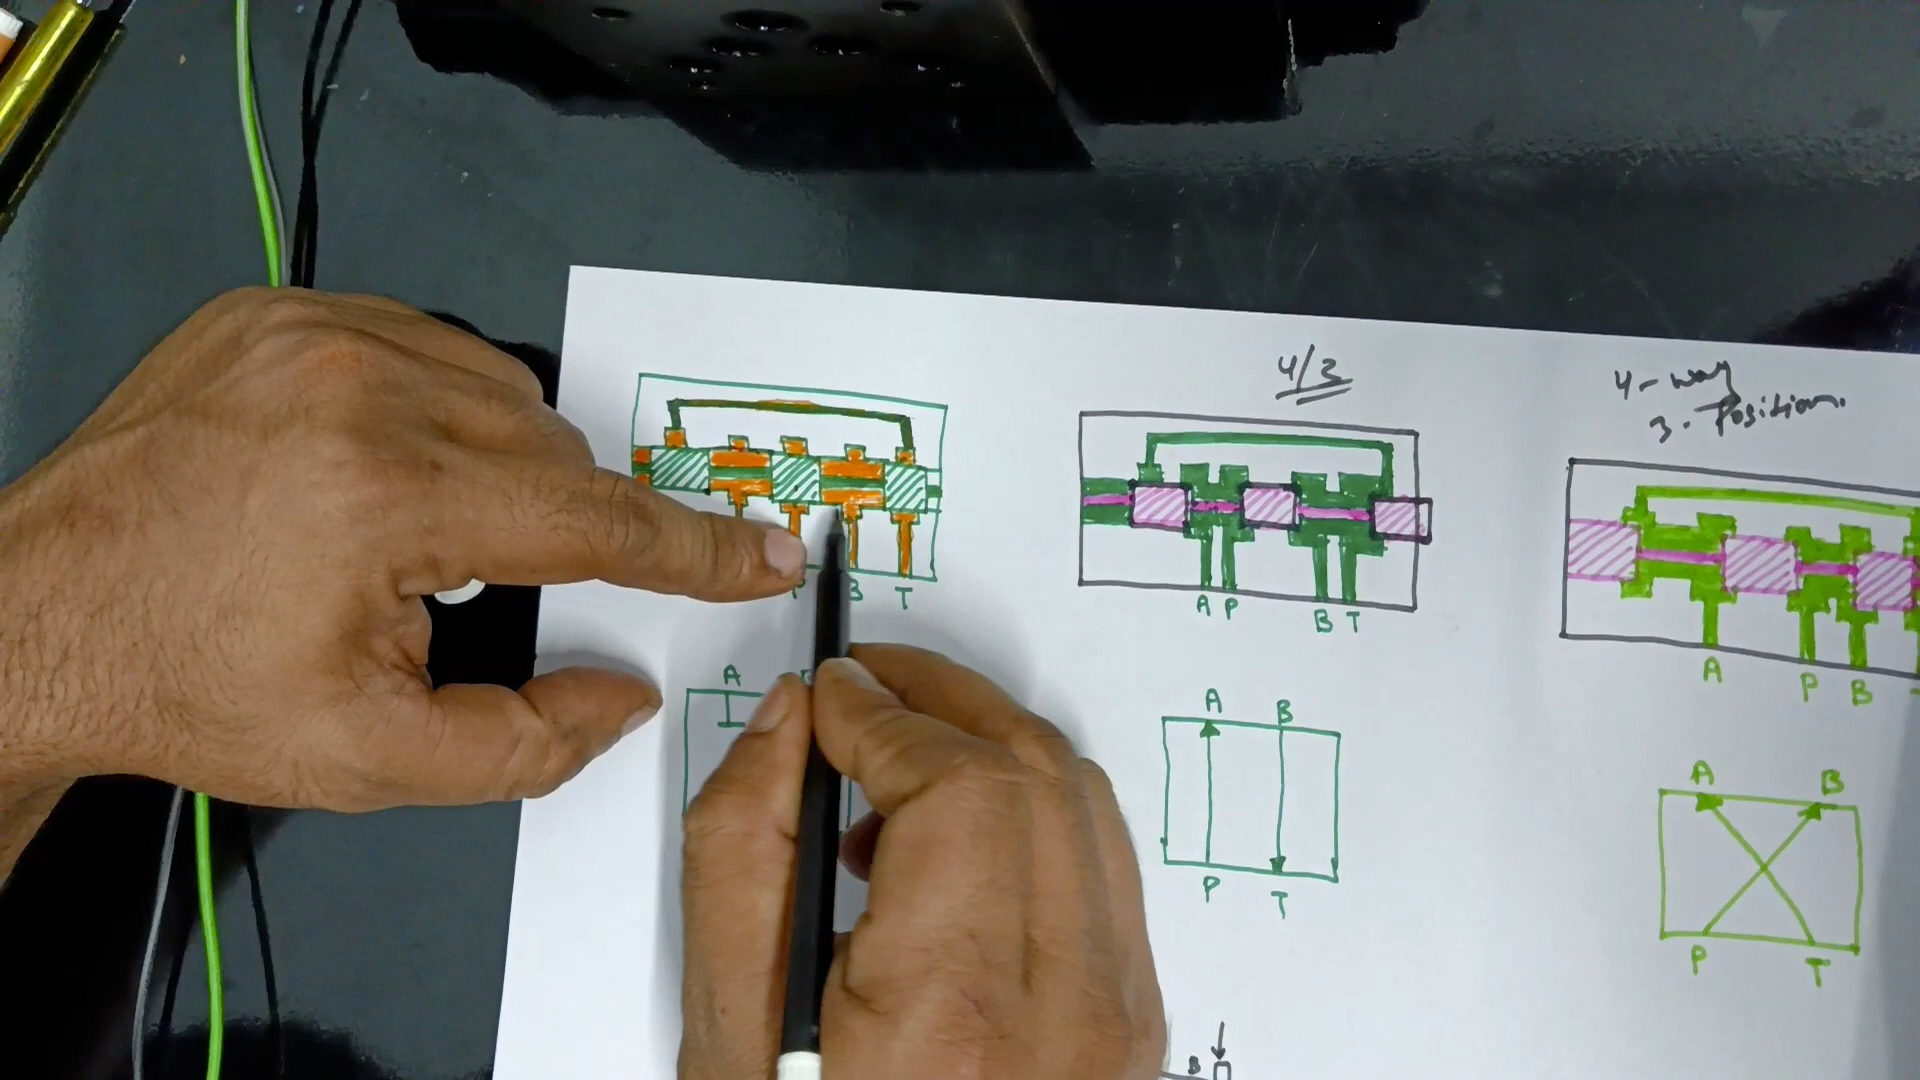 4/3
4-way
3-Position.
B T
A P B T
A P B
A
A B
P T
A B
P T
B